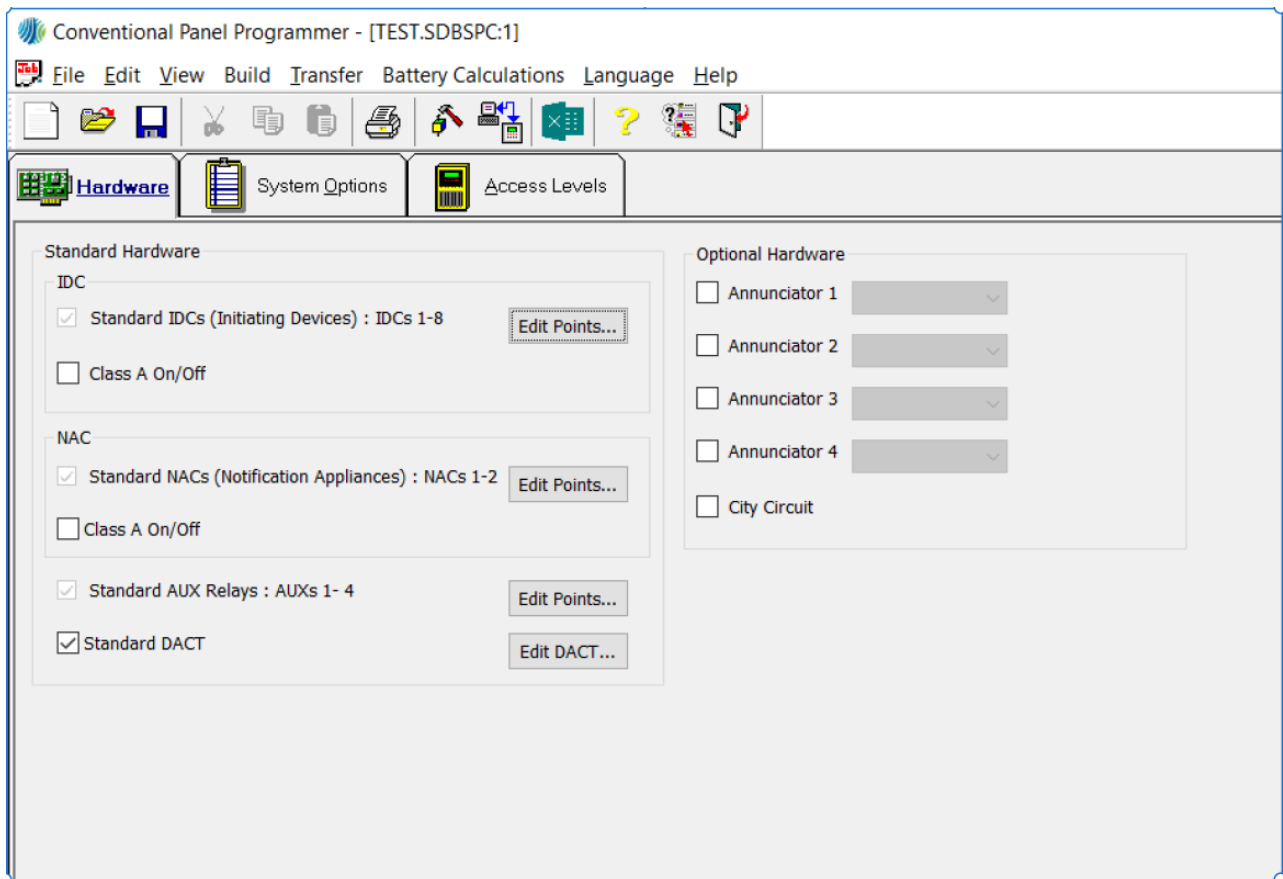 Conventional Panel Programmer - [TEST.SDBSPC:1]
Job File Edit View Build Transfer Battery Calculations Language Help
Hardware System Options Access Levels
Standard Hardware
IDC
Standard IDCs (Initiating Devices) : IDCs 1-8 Edit Points...
Class A On/Off
NAC
Standard NACs (Notification Appliances) : NACs 1-2 Edit Points...
Class A On/Off
Standard AUX Relays : AUXs 1- 4 Edit Points...
Standard DACT Edit DACT...
Optional Hardware
Annunciator 1
Annunciator 2
Annunciator 3
Annunciator 4
City Circuit